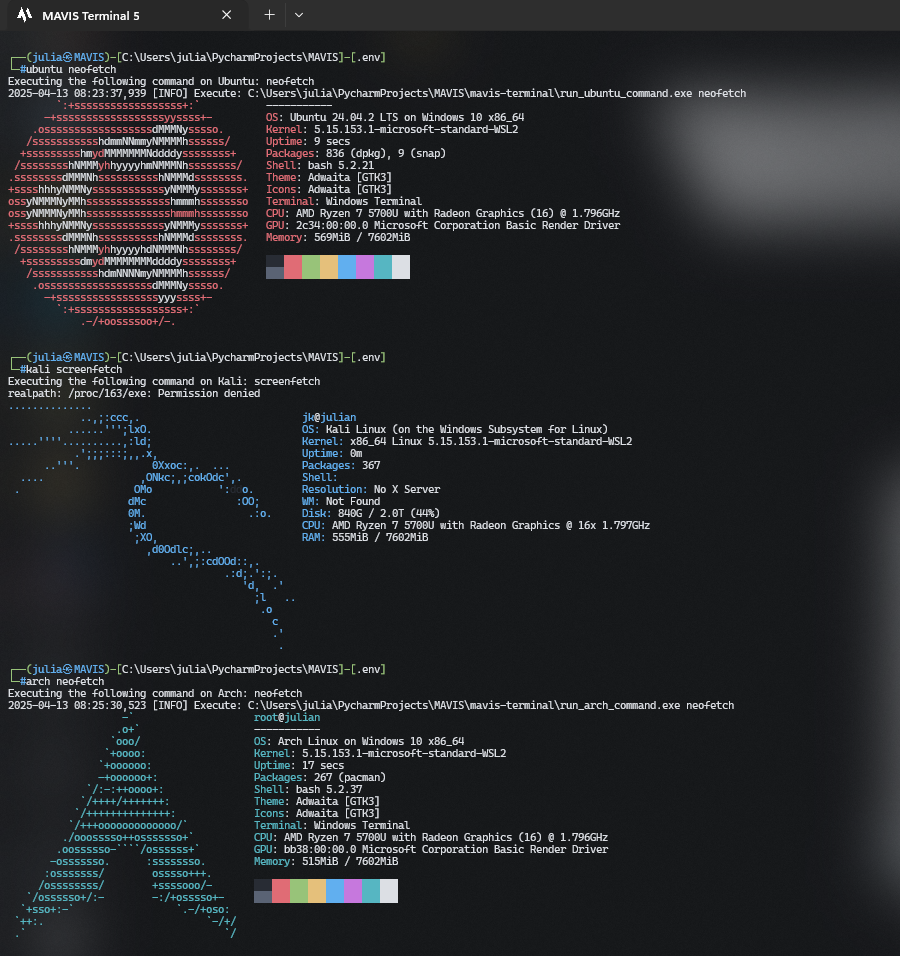 MAVIS Terminal 5
┌──(julia㉿MAVIS)-[C:\Users\julia\PycharmProjects\MAVIS]-[.env]
└─#ubuntu neofetch
Executing the following command on Ubuntu: neofetch
2025-04-13 08:23:37,939 [INFO] Execute: C:\Users\julia\PycharmProjects\MAVIS\mavis-terminal\run_ubuntu_command.exe neofetch
-----------
OS: Ubuntu 24.04.2 LTS on Windows 10 x86_64
Kernel: 5.15.153.1-microsoft-standard-WSL2
Uptime: 9 secs
Packages: 836 (dpkg), 9 (snap)
Shell: bash 5.2.21
Theme: Adwaita [GTK3]
Icons: Adwaita [GTK3]
Terminal: Windows Terminal
CPU: AMD Ryzen 7 5700U with Radeon Graphics (16) @ 1.796GHz
GPU: 2c34:00:00.0 Microsoft Corporation Basic Render Driver
Memory: 569MiB / 7602MiB
┌──(julia㉿MAVIS)-[C:\Users\julia\PycharmProjects\MAVIS]-[.env]
└─#kali screenfetch
Executing the following command on Kali: screenfetch
realpath: /proc/163/exe: Permission denied
jk@julian
OS: Kali Linux (on the Windows Subsystem for Linux)
Kernel: x86_64 Linux 5.15.153.1-microsoft-standard-WSL2
Uptime: 0m
Packages: 367
Shell:
Resolution: No X Server
WM: Not Found
Disk: 840G / 2.0T (44%)
CPU: AMD Ryzen 7 5700U with Radeon Graphics @ 16x 1.797GHz
RAM: 555MiB / 7602MiB
┌──(julia㉿MAVIS)-[C:\Users\julia\PycharmProjects\MAVIS]-[.env]
└─#arch neofetch
Executing the following command on Arch: neofetch
2025-04-13 08:25:30,523 [INFO] Execute: C:\Users\julia\PycharmProjects\MAVIS\mavis-terminal\run_arch_command.exe neofetch
root@julian
-----------
OS: Arch Linux on Windows 10 x86_64
Kernel: 5.15.153.1-microsoft-standard-WSL2
Uptime: 17 secs
Packages: 267 (pacman)
Shell: bash 5.2.37
Theme: Adwaita [GTK3]
Icons: Adwaita [GTK3]
Terminal: Windows Terminal
CPU: AMD Ryzen 7 5700U with Radeon Graphics (16) @ 1.796GHz
GPU: bb38:00:00.0 Microsoft Corporation Basic Render Driver
Memory: 515MiB / 7602MiB